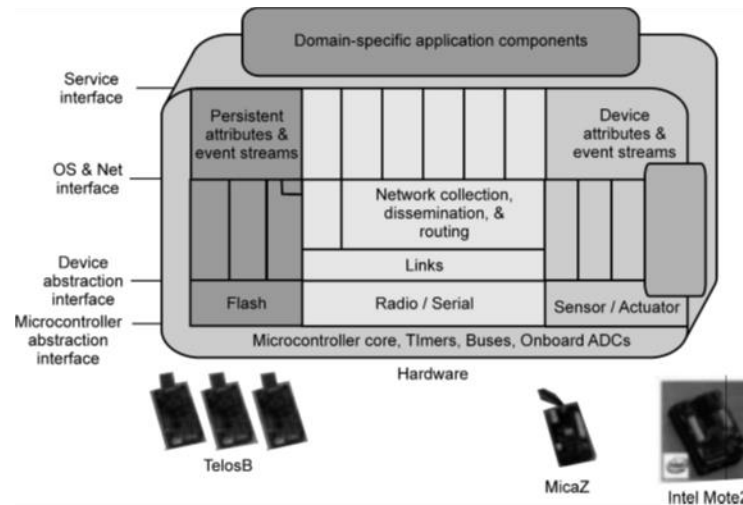 Domain-specific application components
Service
interface
Persistent
attributes &
event streams
Device
attributes &
event streams
OS & Net
interface
Network collection,
dissemination, &
routing
Links
Device
abstraction
interface
Flash
Radio / Serial
Sensor / Actuator
Microcontroller
abstraction
interface
Microcontroller core, TImers, Buses, Onboard ADCs
Hardware
TelosB
MicaZ
Intel Mote2